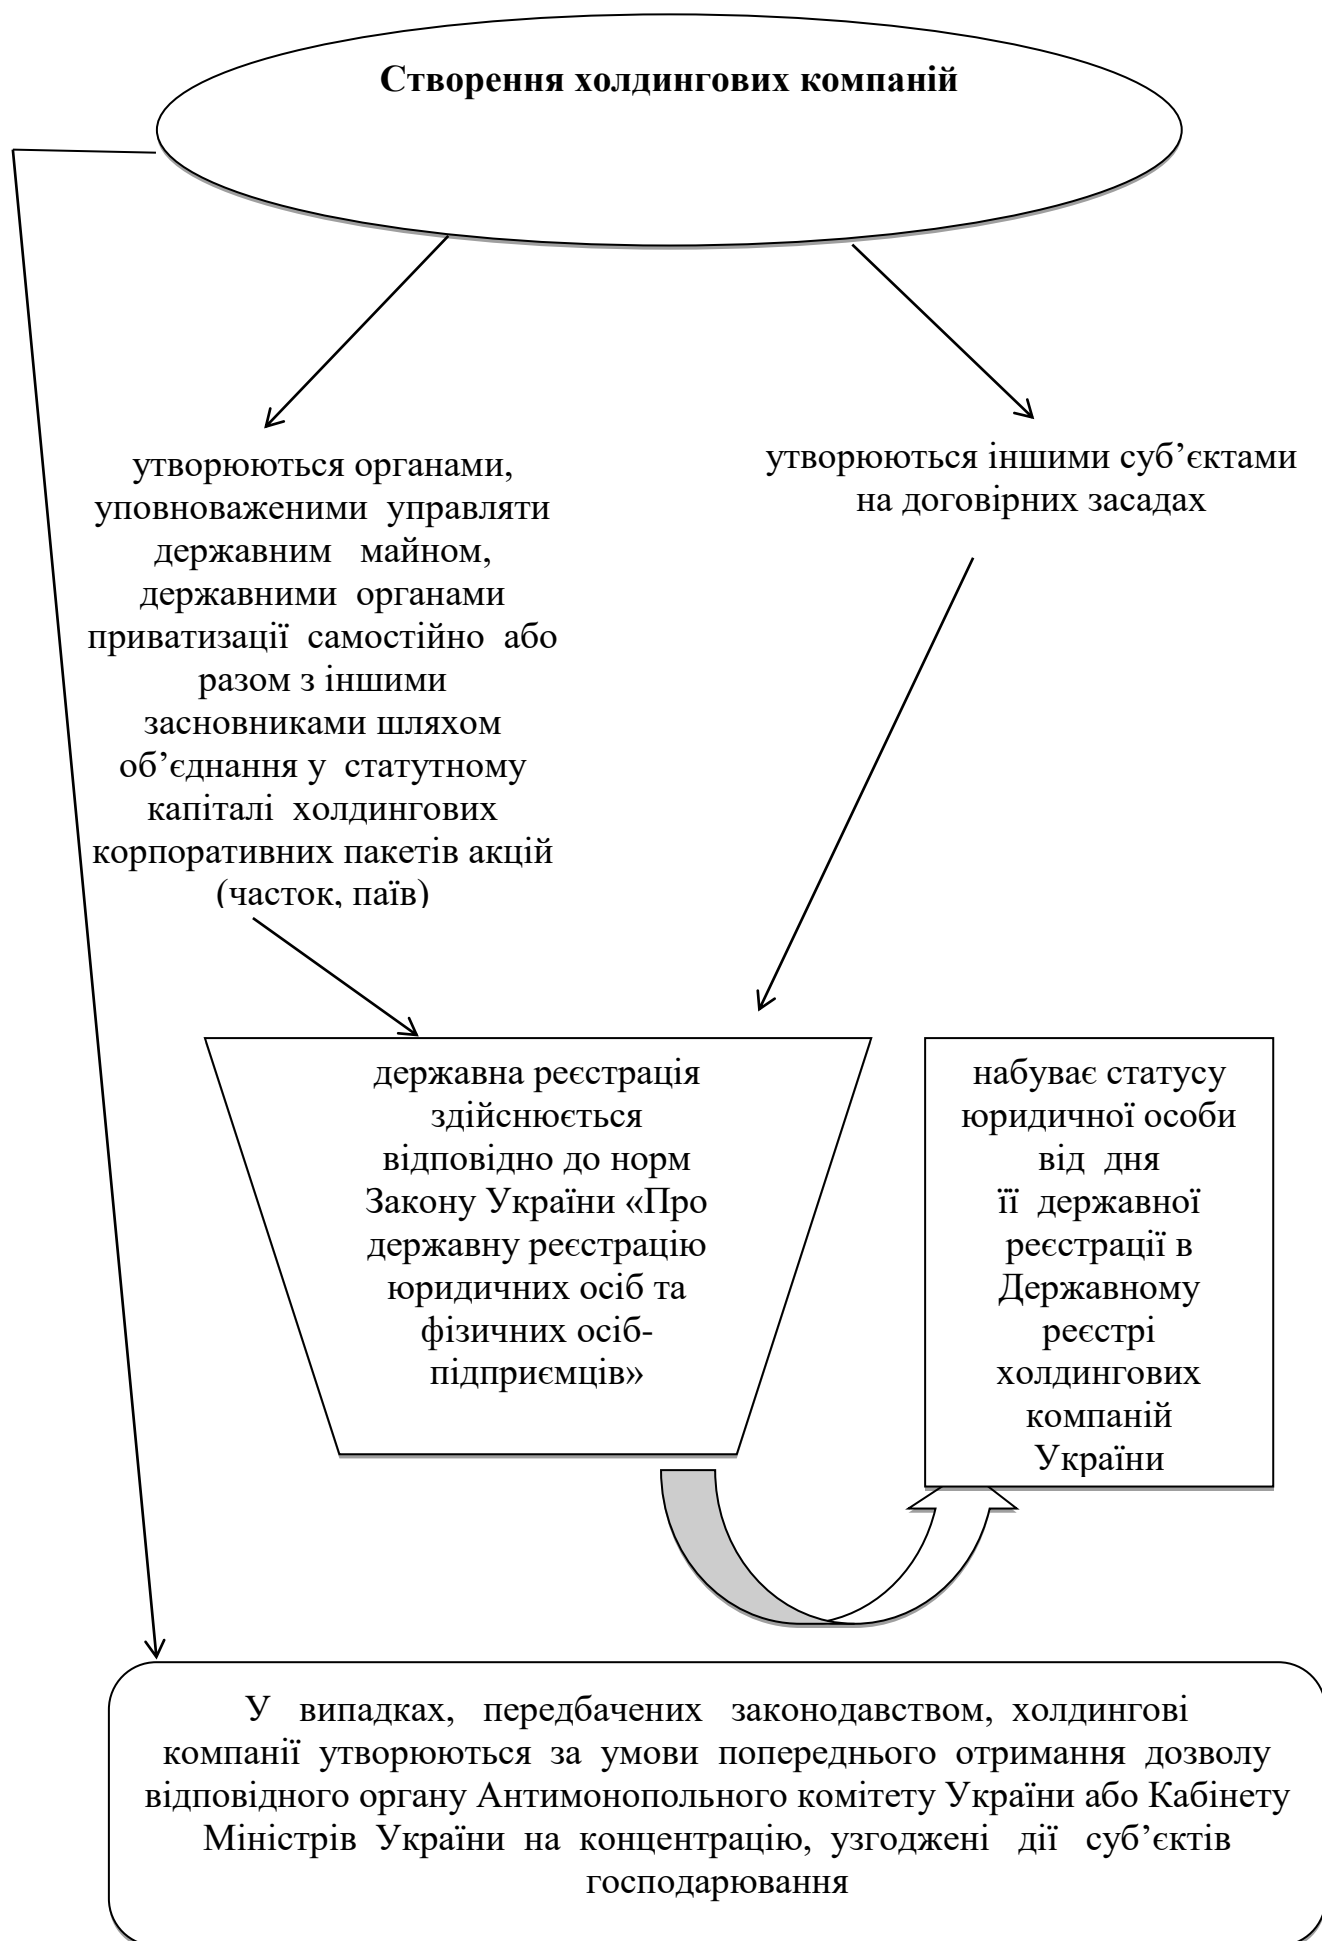 Створення холдингових компаній
утворюються органами,
уповноваженими управляти
державним майном,
державними органами
приватизації самостійно або
разом з іншими
засновниками шляхом
об’єднання у статутному
капіталі холдингових
корпоративних пакетів акцій
(часток, паїв)
утворюються іншими суб’єктами
на договірних засадах
державна реєстрація
здійснюється
відповідно до норм
Закону України «Про
державну реєстрацію
юридичних осіб та
фізичних осіб-
підприємців»
набуває статусу
юридичної особи
від дня
її державної
реєстрації в
Державному
реєстрі
холдингових
компаній
України
У випадках, передбачених законодавством, холдингові
компанії утворюються за умови попереднього отримання дозволу
відповідного органу Антимонопольного комітету України або Кабінету
Міністрів України на концентрацію, узгоджені дії суб’єктів
господарювання